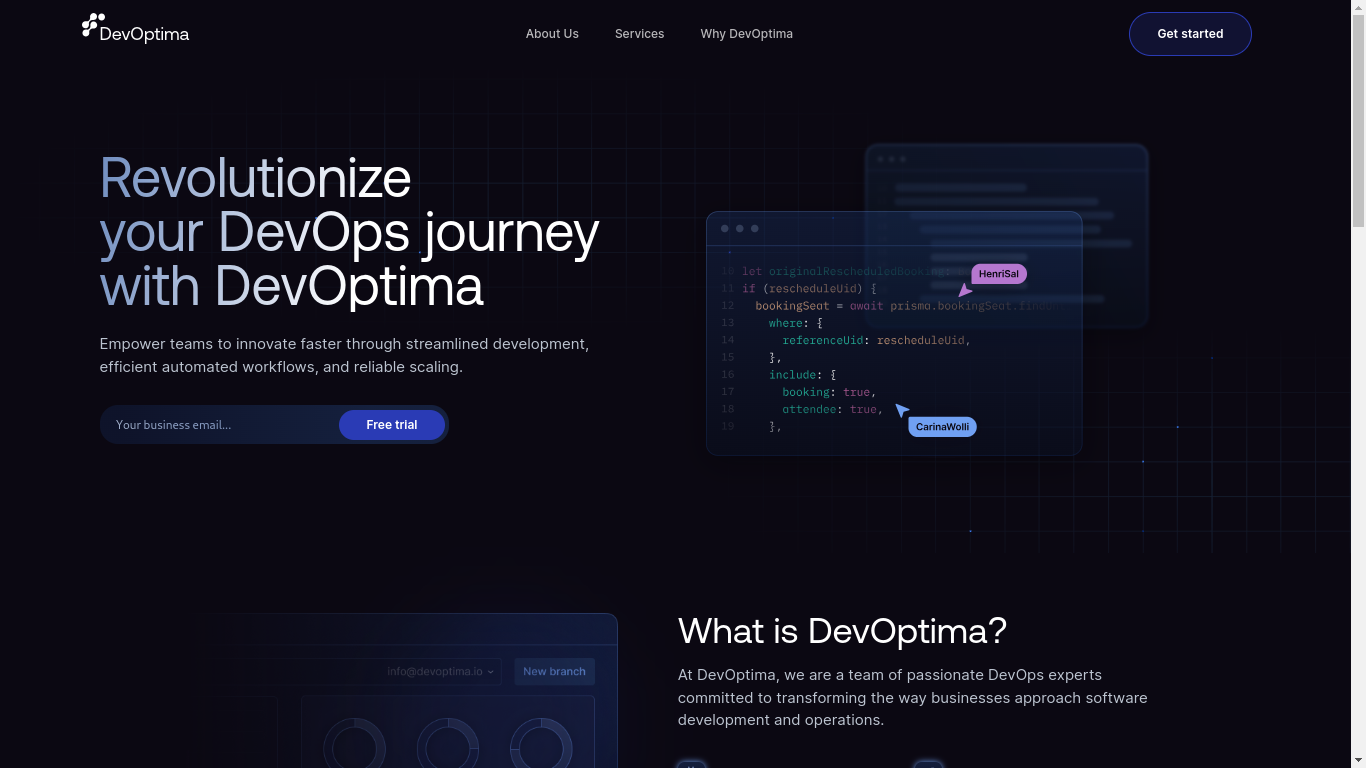 DevOptima
About Us
Services
Why DevOptima
Get started
Revolutionize
your DevOps journey
with DevOptima
Empower teams to innovate faster through streamlined development,
efficient automated workflows, and reliable scaling.
Your business email...
Free trial
10 let originalRescheduledBooking:
HenriSal
11 if (rescheduleUid) {
12 bookingSeat = await prisma.bookingSeat.
13 where: {
14 referenceUid: rescheduleUid,
15 },
16 include: {
17 booking: true,
18 attendee: true,
CarinaWolli
19 },
What is DevOptima?
At DevOptima, we are a team of passionate DevOps experts
committed to transforming the way businesses approach software
development and operations.
info@devoptima.io
New branch